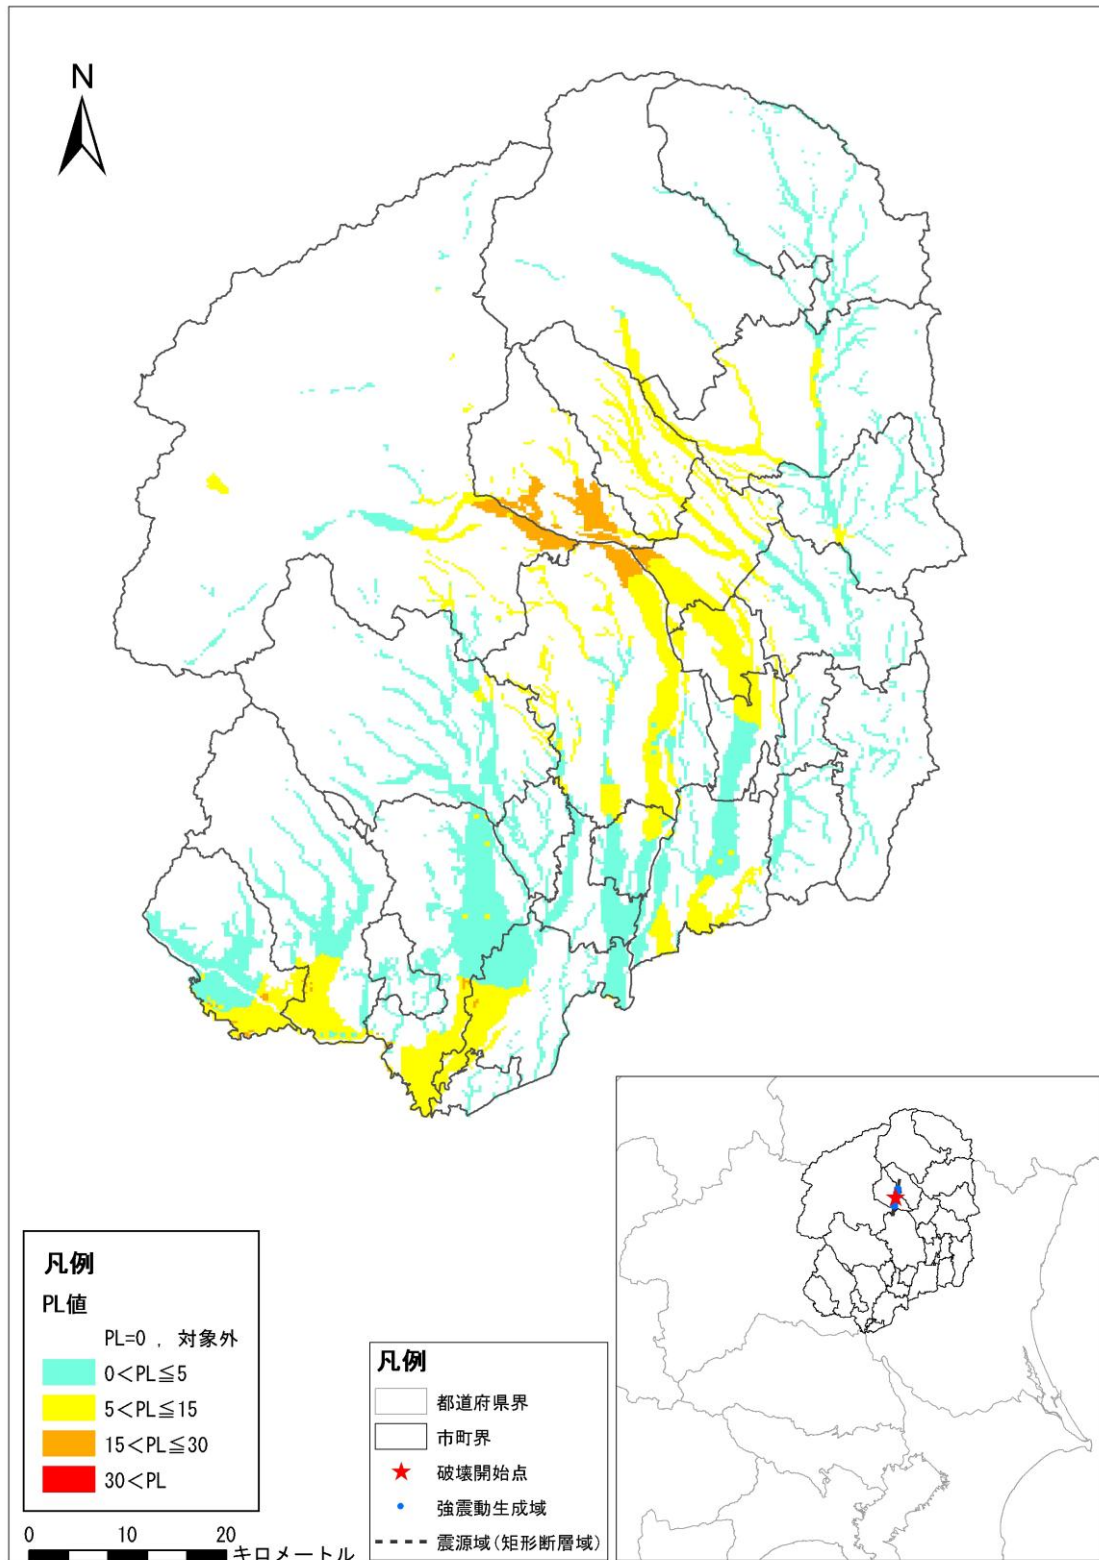 N
凡例
PL値
PL=0 , 対象外
0<PL≦5
5<PL≦15
15<PL≦30
30<PL
0 10 20
キロメートル
凡例
都道府県界
市町界
破壊開始点
強震動生成域
震源域(矩形断層域)